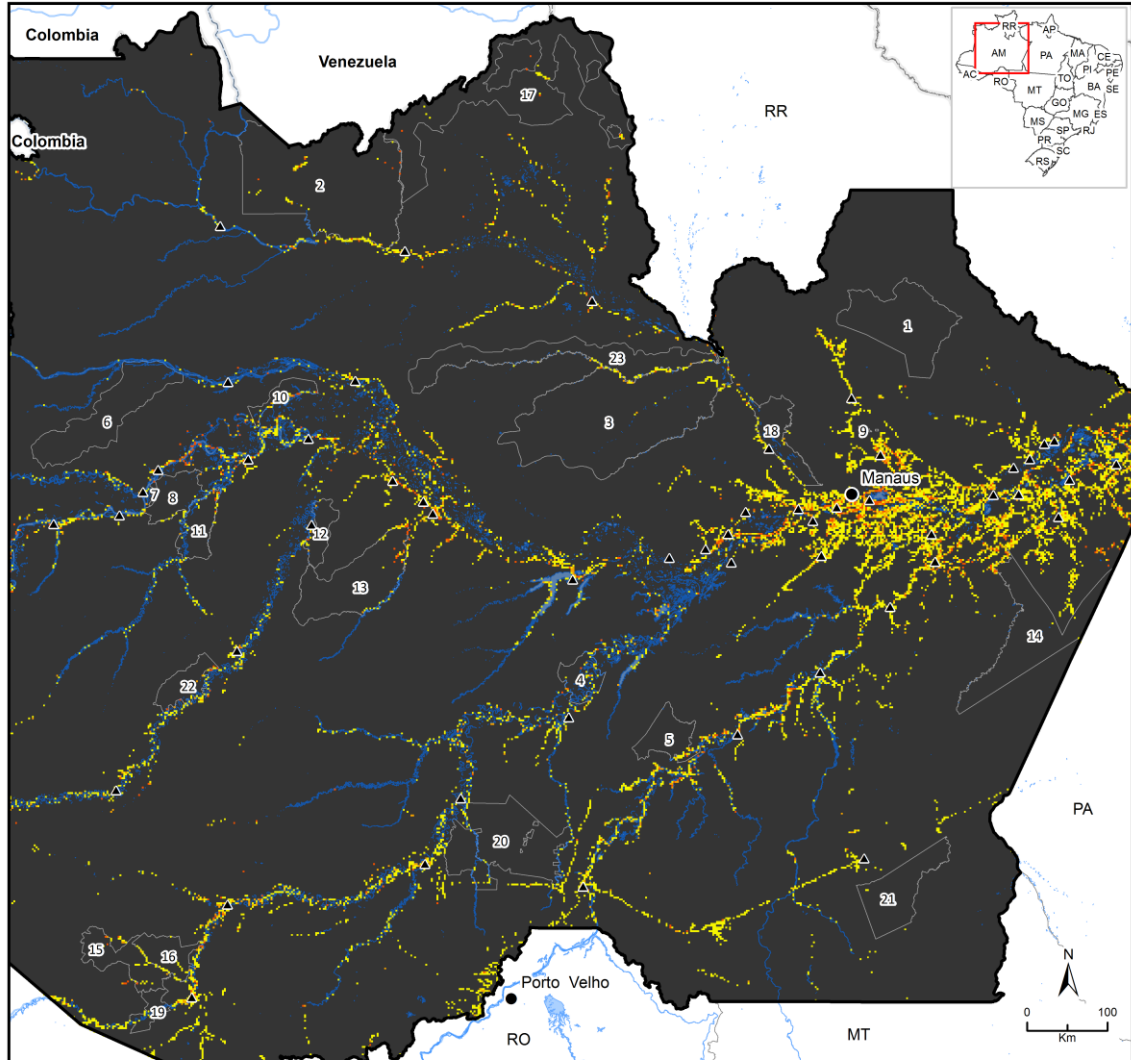 Colombia
Venezuela
RR
Colombia
17
2
1
23
6
10
3
18
9
Manaus
7
8
11
12
13
14
4
22
5
20
21
PA
15
16
19
Porto Velho
RO
MT
N
0 100
Km
RR
AP
AM
PA
MA
CE
AC
RO
TO
PI
PE
MT
BA
SE
GO
MG
ES
MS
SP
RJ
PR
SC
RS